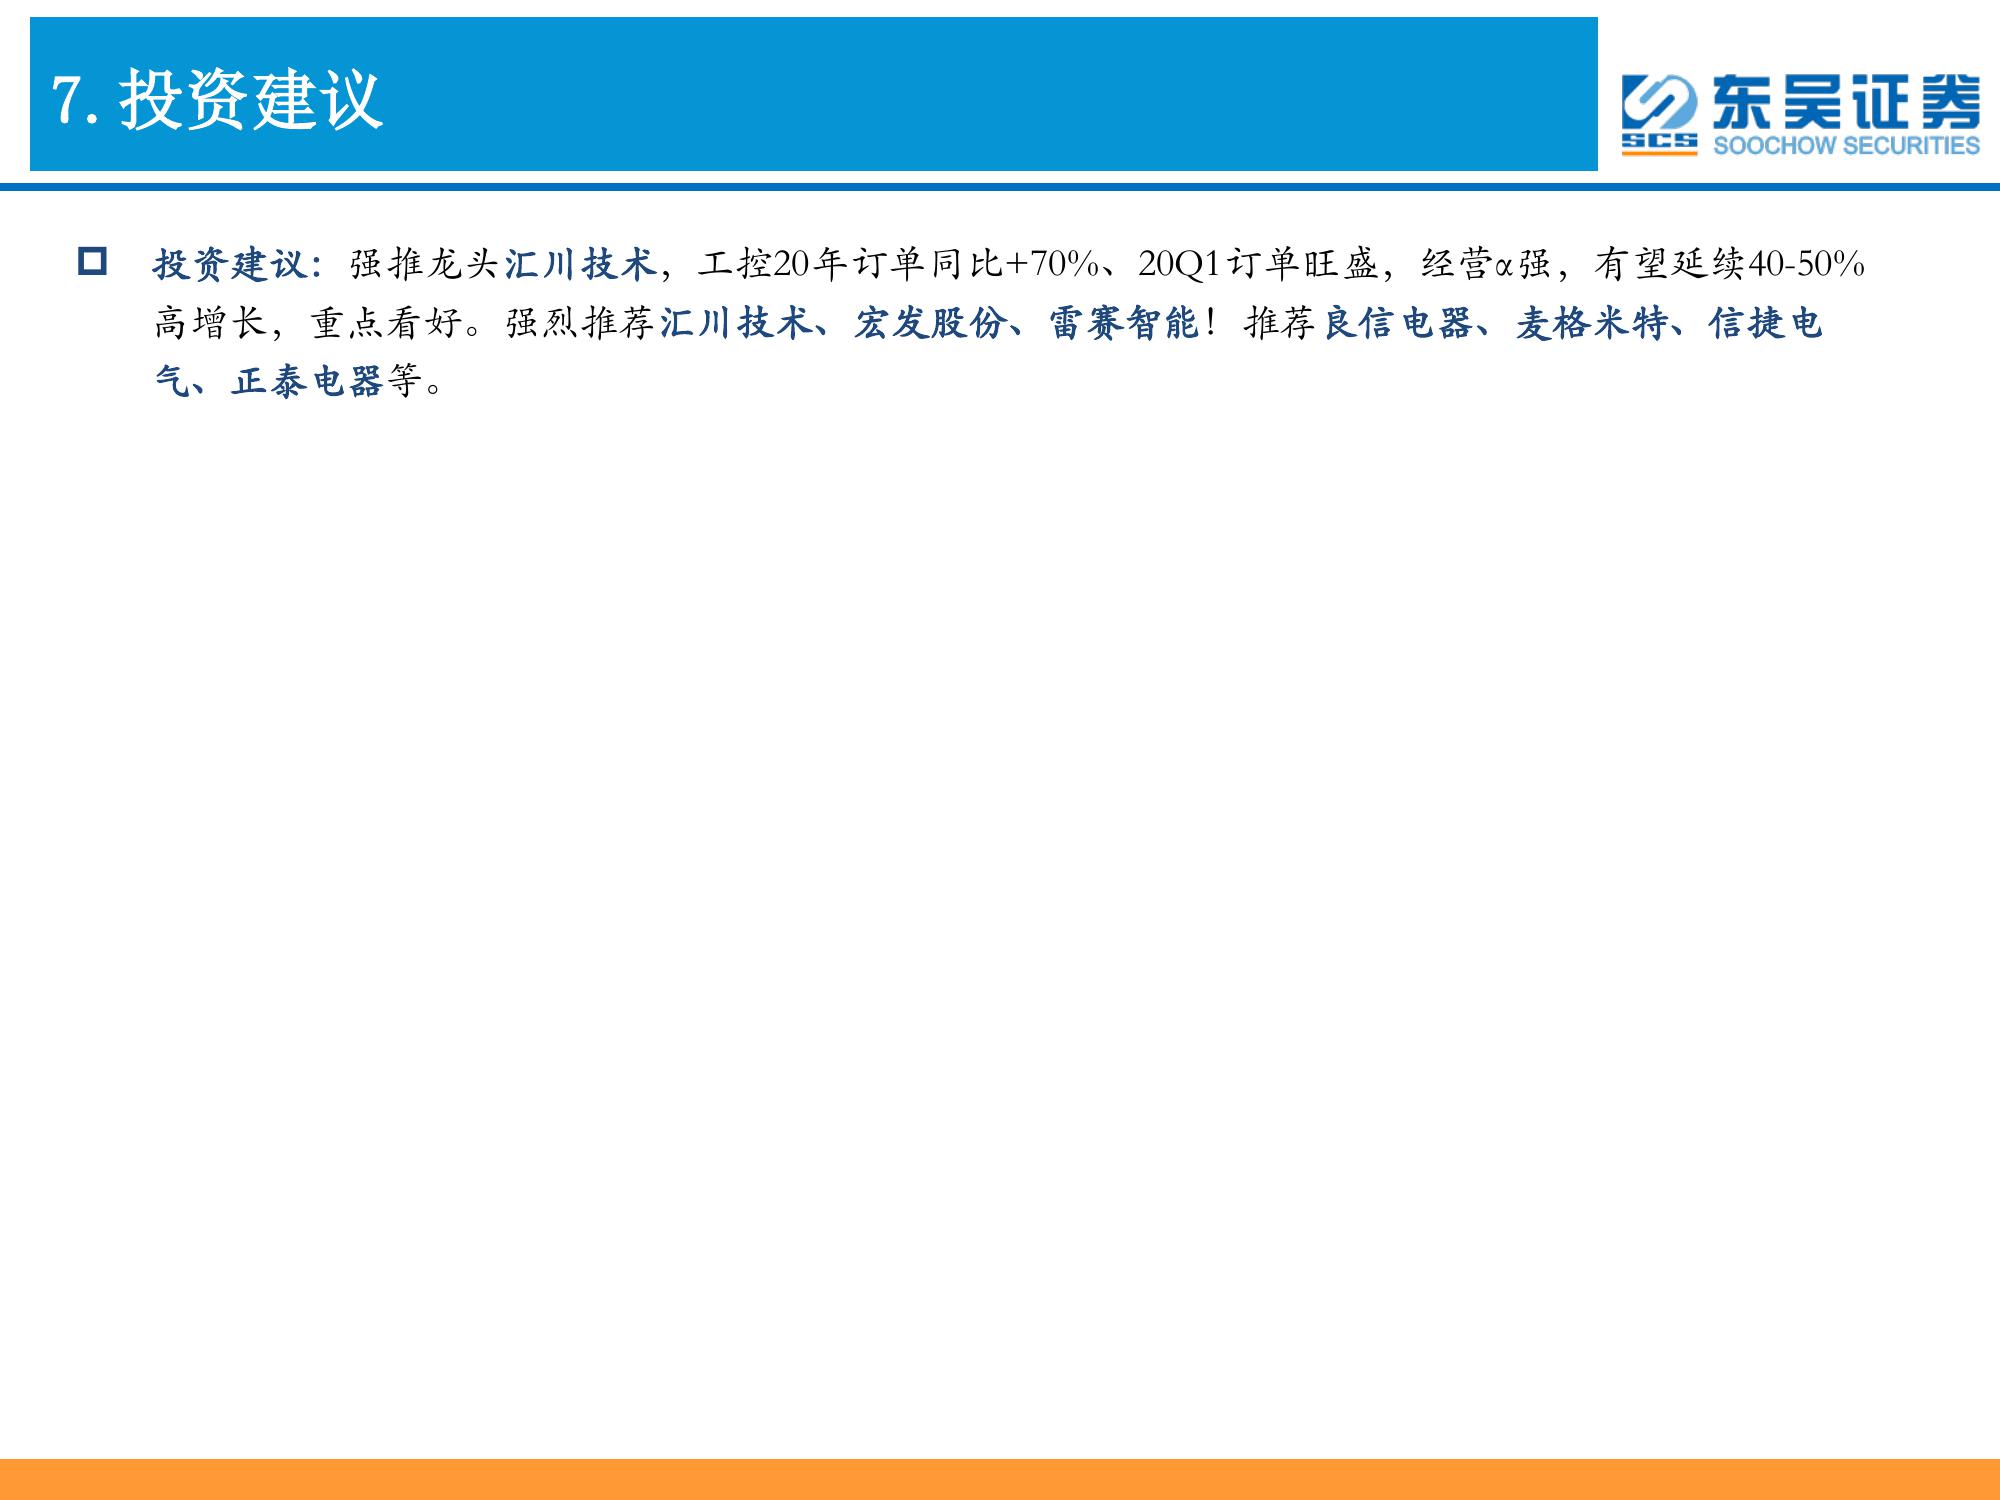 7.投资建议
东吴证券
SCS
SOOCHOW SECURITIES
投资建议：强推龙头汇川技术，工控20年订单同比+70%、20Q1订单旺盛，经营α强，有望延续40-50%
高增长，重点看好。强烈推荐汇川技术、宏发股份、雷赛智能！推荐良信电器、麦格米特、信捷电
气、正泰电器等。